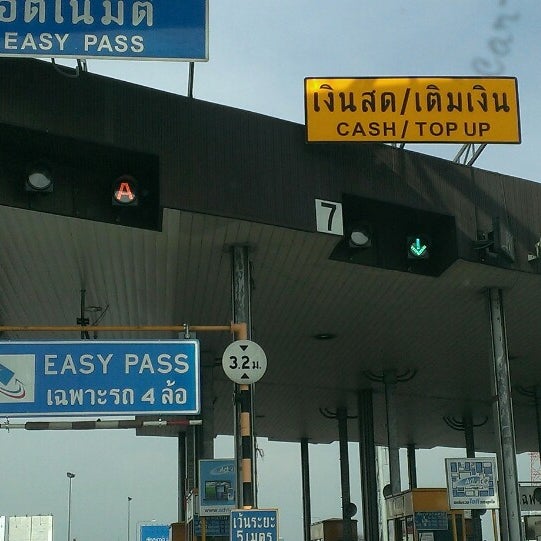 อัตโนมัติ
EASY PASS
เงินสด/เติมเงิน
CASH/TOP UP
A
7
EASY PASS
เฉพาะรถ 4 ล้อ
3.2 ม.
เว้นระยะ
5 เมตร